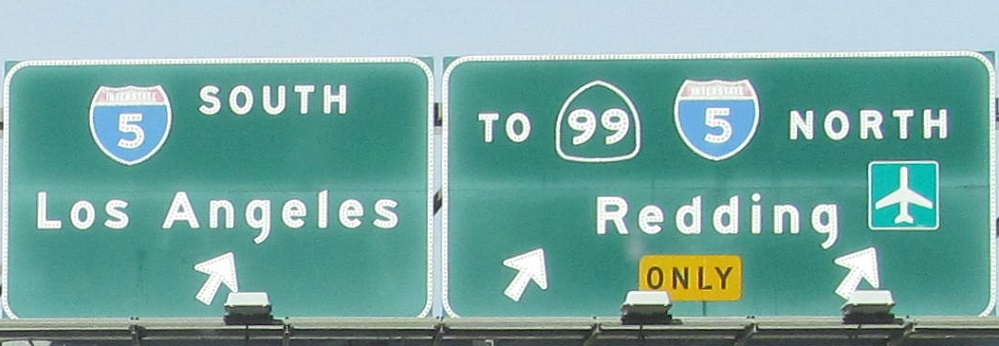 INTERSTATE
5 SOUTH
Los Angeles
INTERSTATE
TO 99 5 NORTH
Redding
ONLY